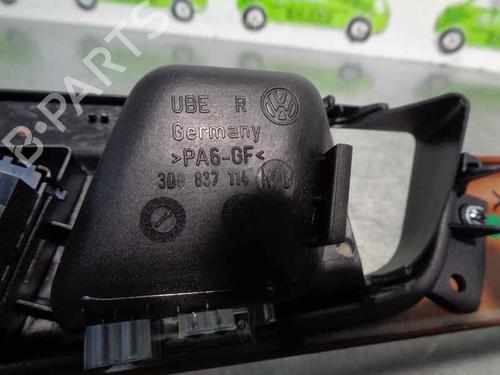 UBE R
Germany
>PA6-GF<
3D0 837 114 K/L
B-PARTS